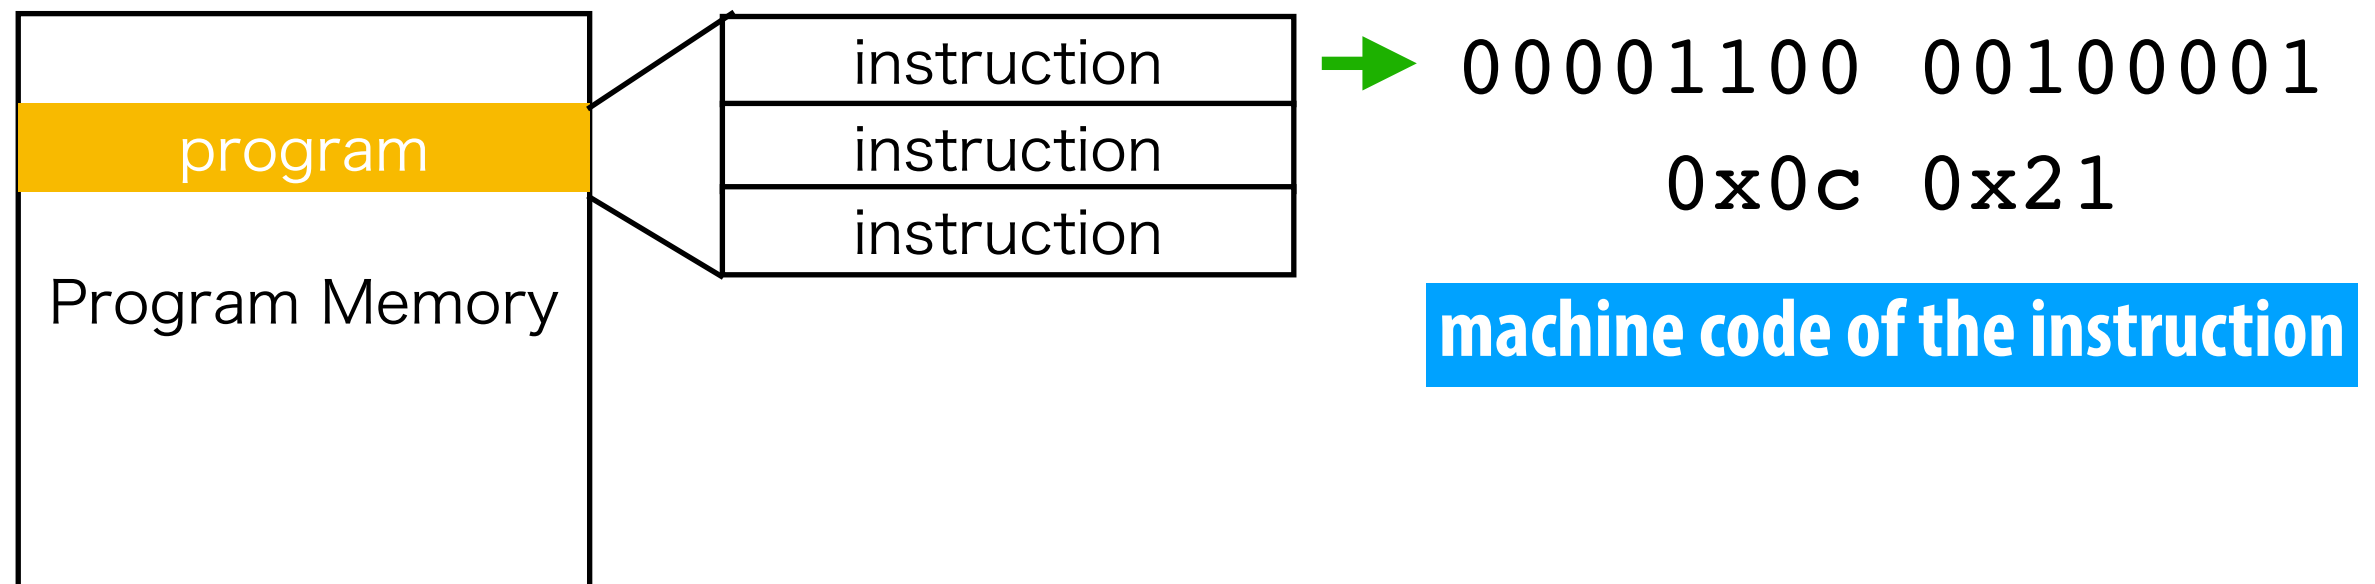 program
Program Memory
instruction
instruction
instruction
00001100 00100001
0x0c 0x21
machine code of the instruction